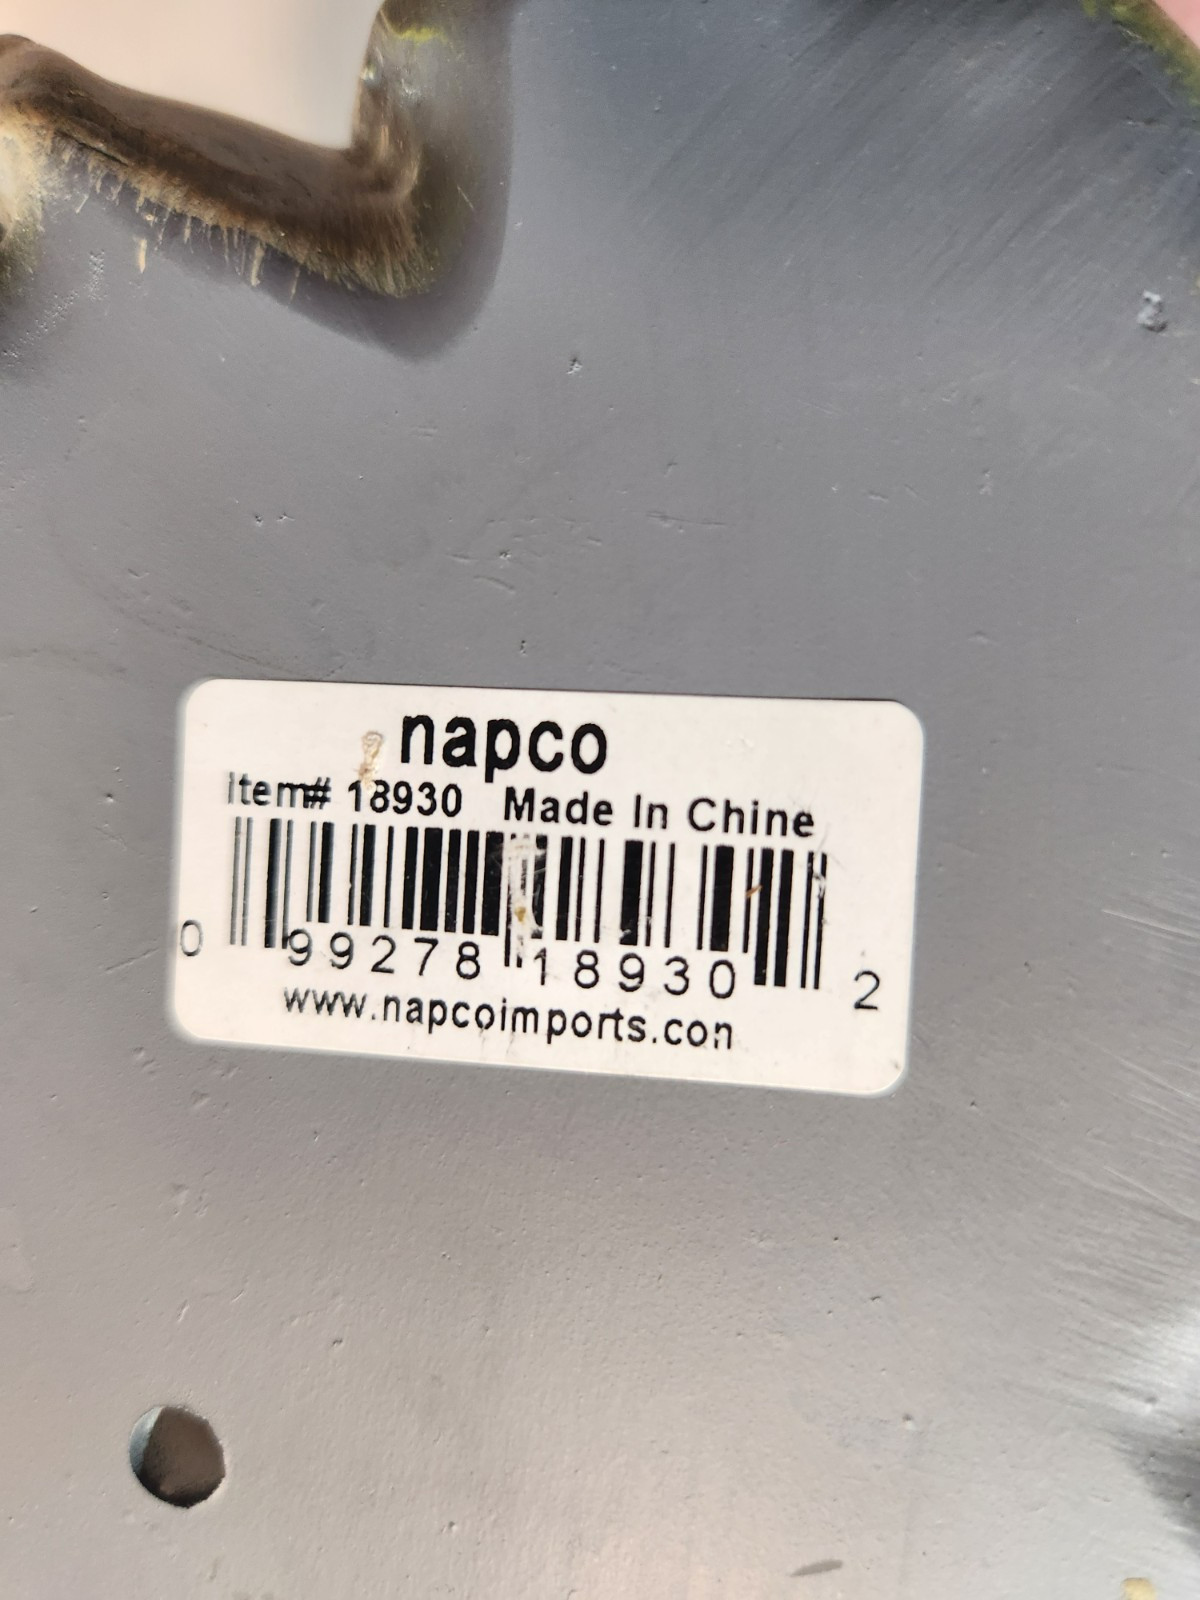 napco
Item# 18930 Made In Chine
0 99278 18930 2
www.napcoimports.con